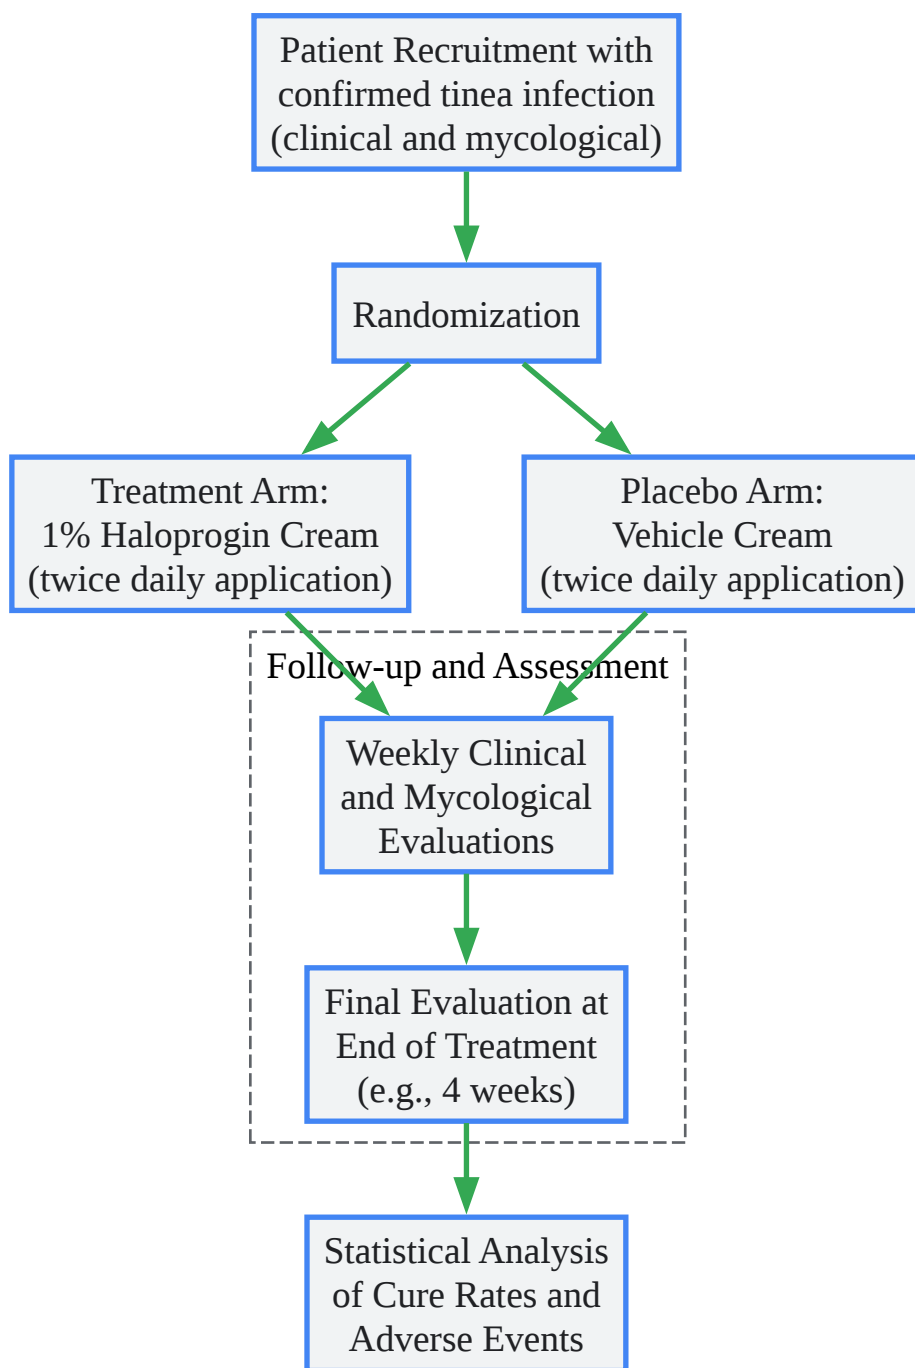 Patient Recruitment with
confirmed tinea infection
(clinical and mycological)
Randomization
Treatment Arm:
1% Haloprogin Cream
(twice daily application)
Placebo Arm:
Vehicle Cream
(twice daily application)
Follow-up and Assessment
Weekly Clinical
and Mycological
Evaluations
Final Evaluation at
End of Treatment
(e.g., 4 weeks)
Statistical Analysis
of Cure Rates and
Adverse Events